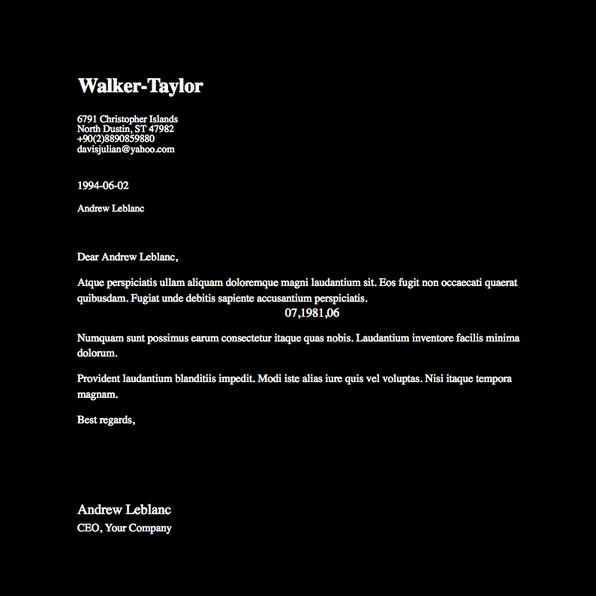 Walker-Taylor
6791 Christopher Islands
North Dustin, ST 47982
+90(2)8890859880
davisjulian@yahoo.com
1994-06-02
Andrew Leblanc
Dear Andrew Leblanc,
Atque perspiciatis ullam aliquam doloremque magni laudantium sit. Eos fugit non occaecati quaerat
quibusdam. Fugiat unde debitis sapiente accusantium perspiciatis.
07,1981,06
Numquam sunt possimus earum consectetur itaque quas nobis. Laudantium inventore facilis minima
dolorum.
Provident laudantium blanditiis impedit. Modi iste alias iure quis vel voluptas. Nisi itaque tempora
magnam.
Best regards,
Andrew Leblanc
CEO, Your Company